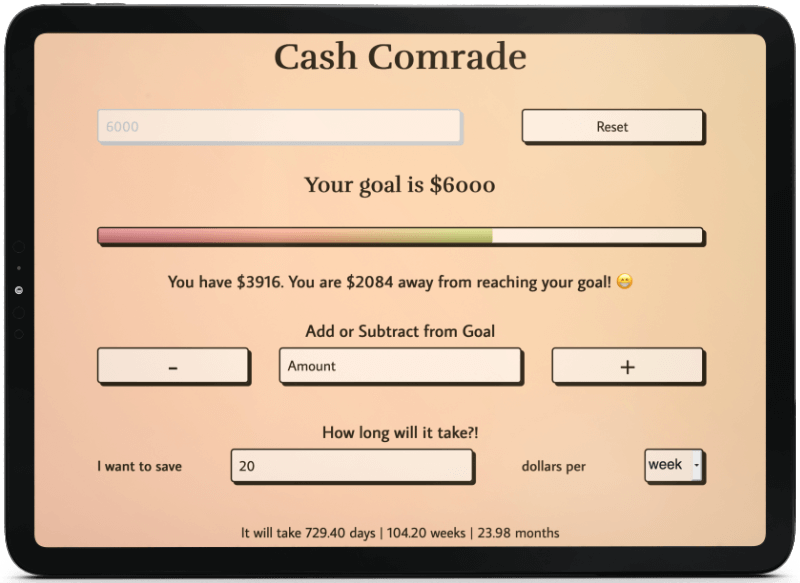 Cash Comrade
6000
Reset
Your goal is $6000
You have $3916. You are $2084 away from reaching your goal! 😁
Add or Subtract from Goal
-
Amount
+
How long will it take?!
I want to save
20
dollars per
week
It will take 729.40 days | 104.20 weeks | 23.98 months